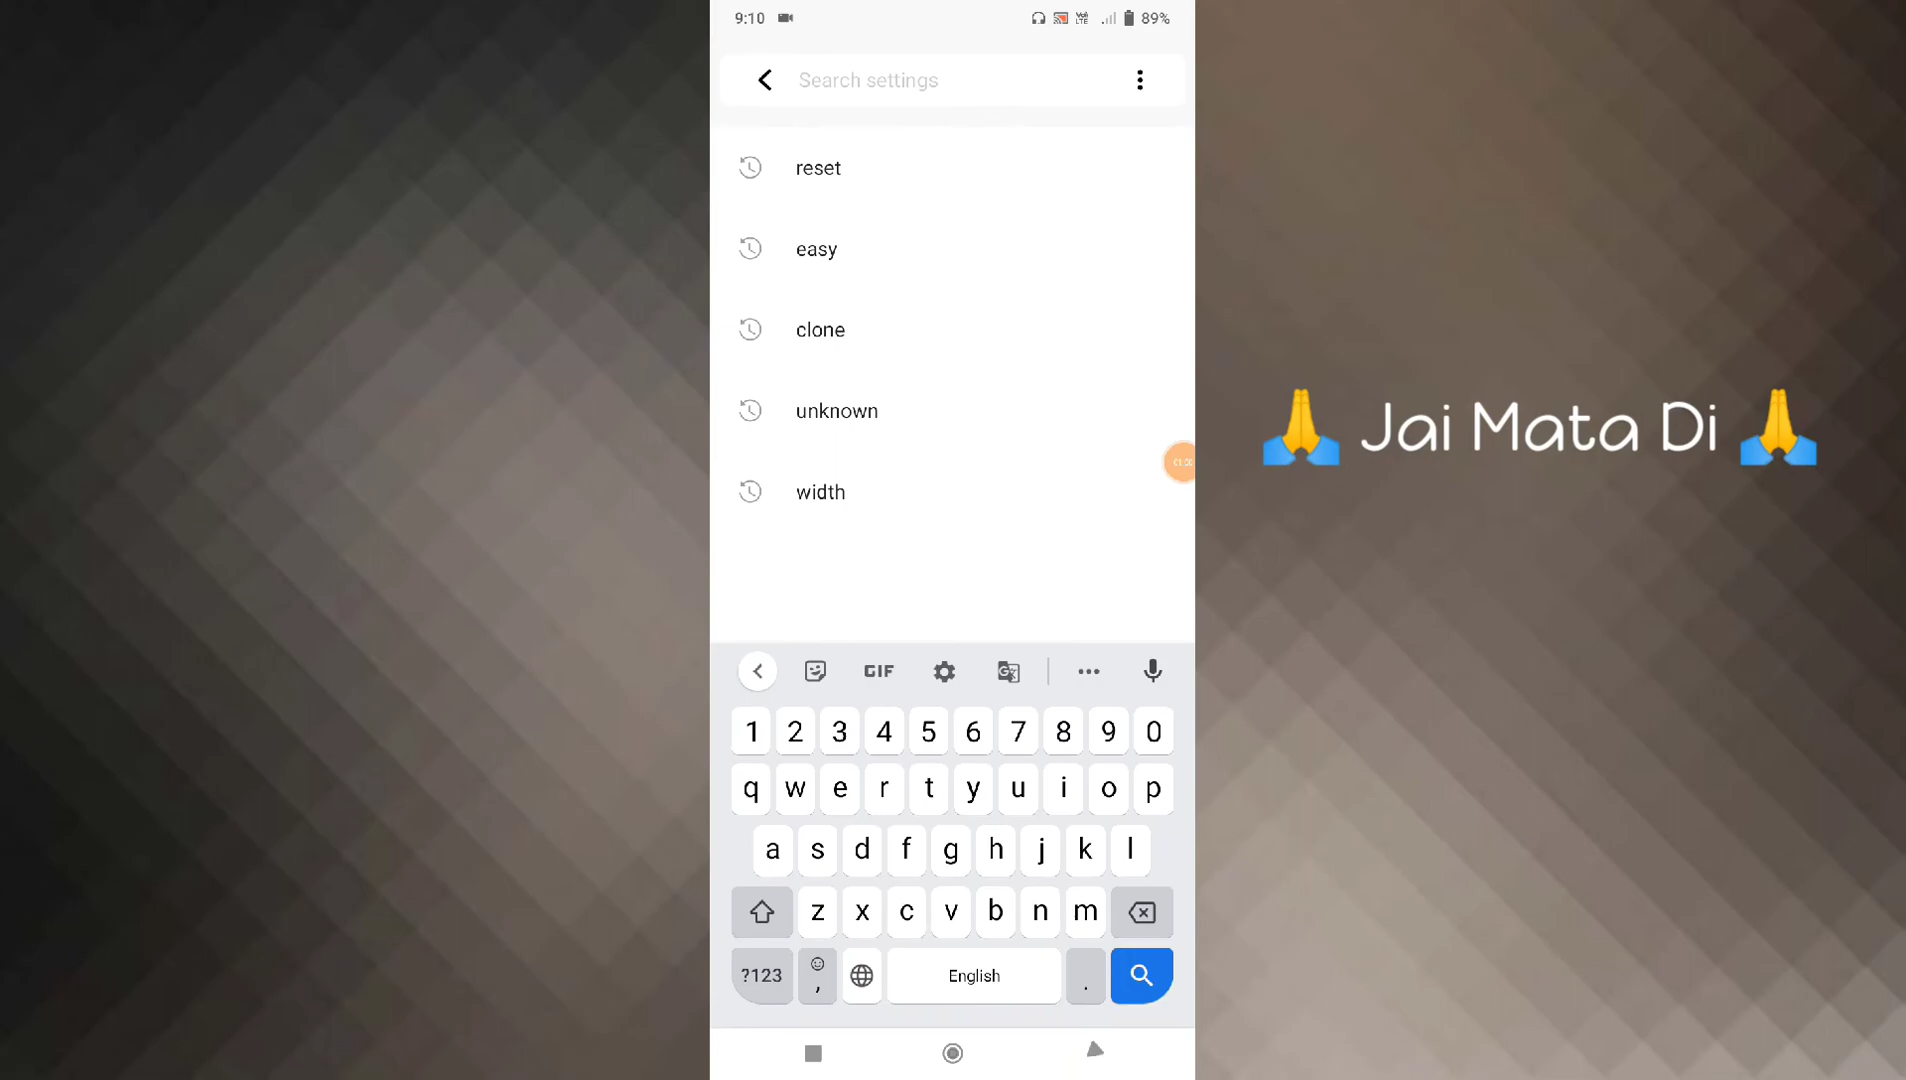 9:10 89%
Search settings
reset
easy
clone
unknown
width
GIF
1 2 3 4 5 6 7 8 9 0
q w e r t y u i o p
a s d f g h j k l
z x c v b n m
?123 , English .
🙏 Jai Mata Di 🙏